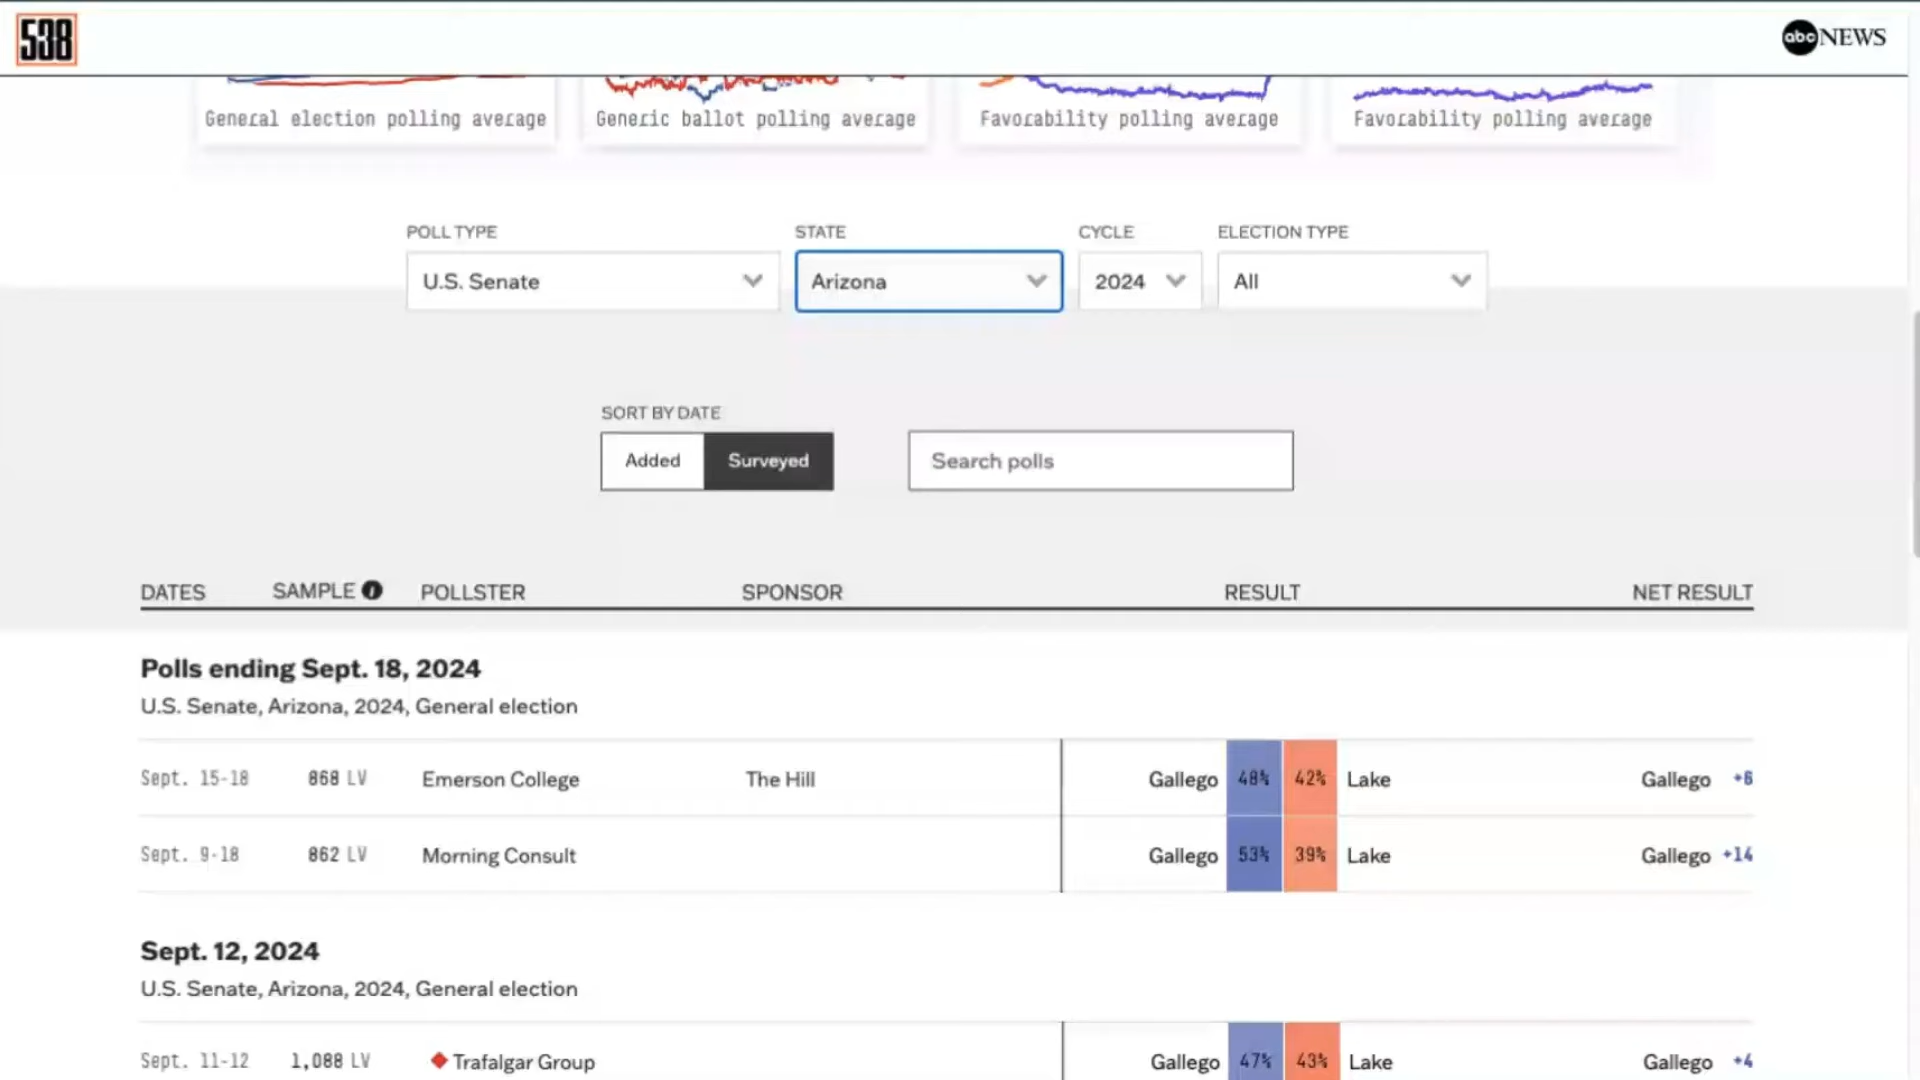 538
abc NEWS
General election polling average
Generic ballot polling average
Favorability polling average
Favorability polling average
POLL TYPE
STATE
CYCLE
ELECTION TYPE
U.S. Senate
Arizona
2024
All
SORT BY DATE
Added
Surveyed
Search polls
DATES SAMPLE i POLLSTER SPONSOR RESULT NET RESULT
Polls ending Sept. 18, 2024
U.S. Senate, Arizona, 2024, General election
Sept. 15-18 868 LV Emerson College The Hill Gallego 48% 42% Lake Gallego +6
Sept. 9-18 862 LV Morning Consult Gallego 53% 39% Lake Gallego +14
Sept. 12, 2024
U.S. Senate, Arizona, 2024, General election
Sept. 11-12 1,088 LV Trafalgar Group Gallego 47% 43% Lake Gallego +4